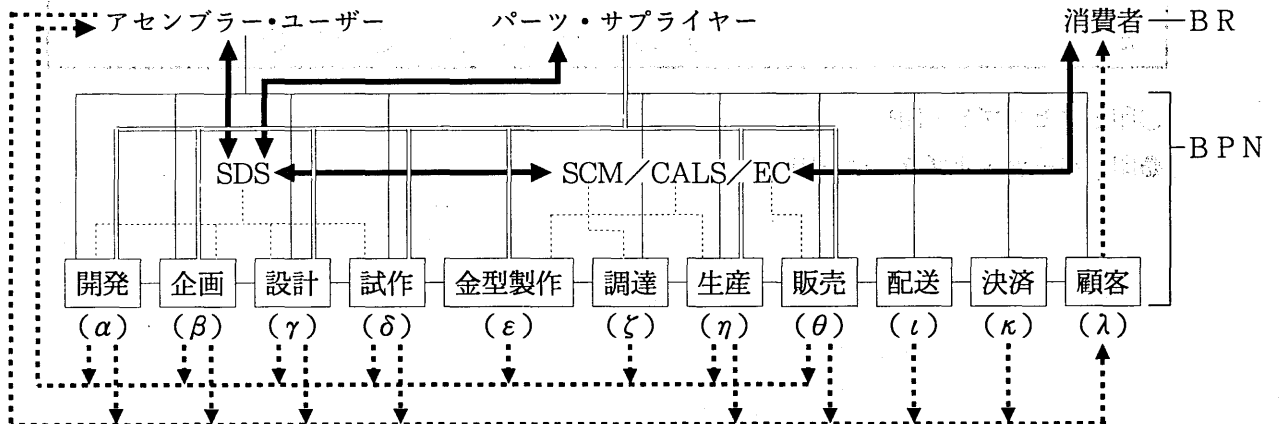 アセンブラー・ユーザー パーツ・サプライヤー 消費者 BR
BPN
SDS SCM/CALS/EC
開発 企画 設計 試作 金型製作 調達 生産 販売 配送 決済 顧客
(α) (β) (γ) (δ) (ε) (ζ) (η) (θ) (ι) (κ) (λ)